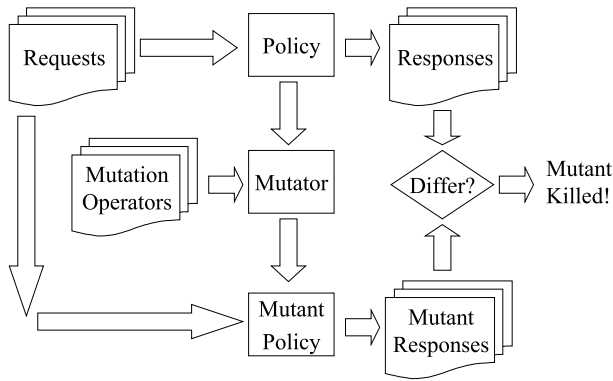 Requests
Policy
Responses
Mutation
Operators
Mutator
Differ?
Mutant
Killed!
Mutant
Policy
Mutant
Responses